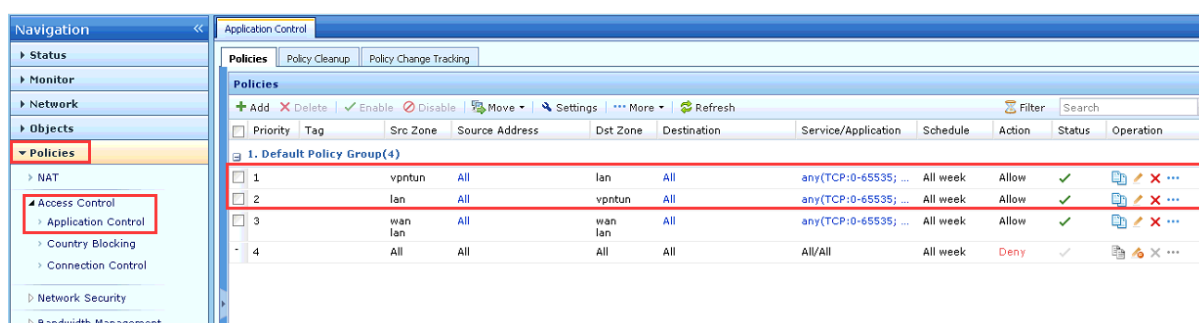 Navigation
Status
Monitor
Network
Objects
Policies
NAT
Access Control
Application Control
Country Blocking
Connection Control
Network Security
Bandwidth Management
Application Control
Policies Policy Cleanup Policy Change Tracking
Policies
Add Delete Enable Disable Move Settings More Refresh Filter Search
Priority Tag Src Zone Source Address Dst Zone Destination Service/Application Schedule Action Status Operation
1. Default Policy Group(4)
1 vpntun All lan All any(TCP:0-65535; ... All week Allow
2 lan All vpntun All any(TCP:0-65535; ... All week Allow
3 wan All wan All any(TCP:0-65535; ... All week Allow
lan lan
- 4 All All All All All/All All week Deny